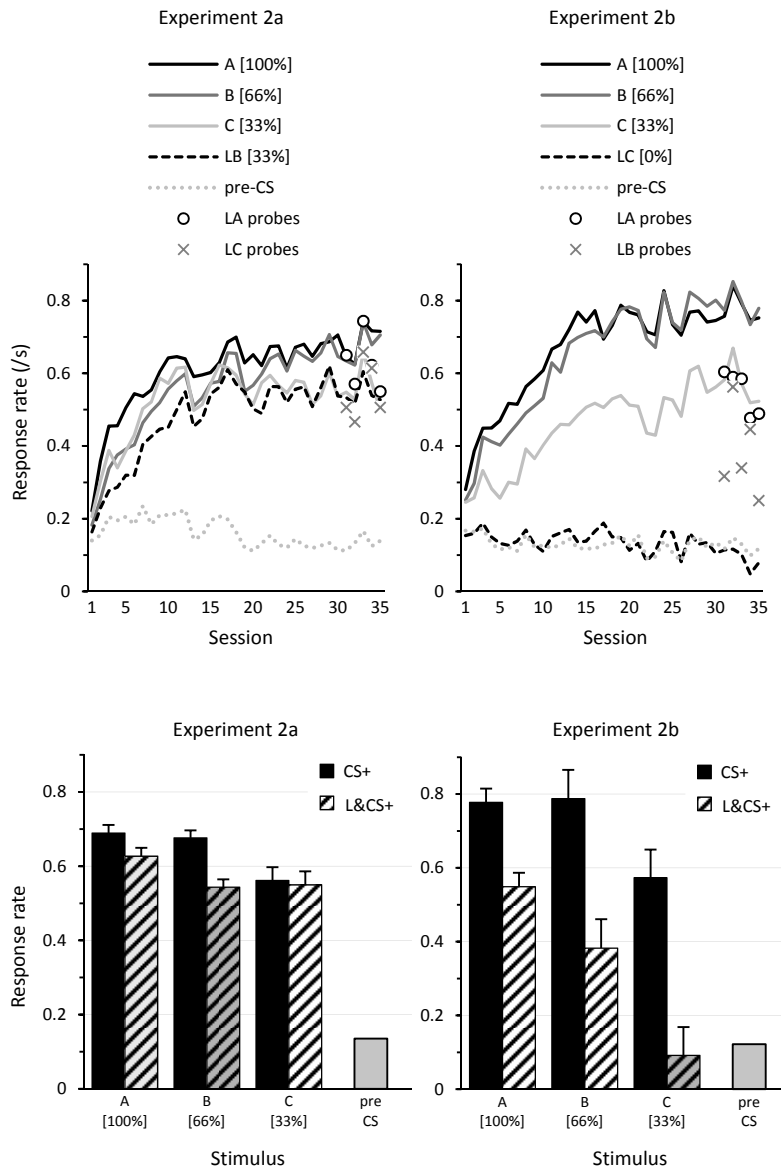 Experiment 2a
A [100%]
B [66%]
C [33%]
LB [33%]
pre-CS
LA probes
LC probes
Response rate (/s)
0.8
0.6
0.4
0.2
0
1 5 10 15 20 25 30 35
Session
Experiment 2b
A [100%]
B [66%]
C [33%]
LC [0%]
pre-CS
LA probes
LB probes
0.8
0.6
0.4
0.2
0
1 5 10 15 20 25 30 35
Session
Experiment 2a
CS+
L&CS+
Response rate
0.8
0.6
0.4
0.2
0
A B C pre
[100%] [66%] [33%] CS
Stimulus
Experiment 2b
CS+
L&CS+
0.8
0.6
0.4
0.2
0
A B C pre
[100%] [66%] [33%] CS
Stimulus